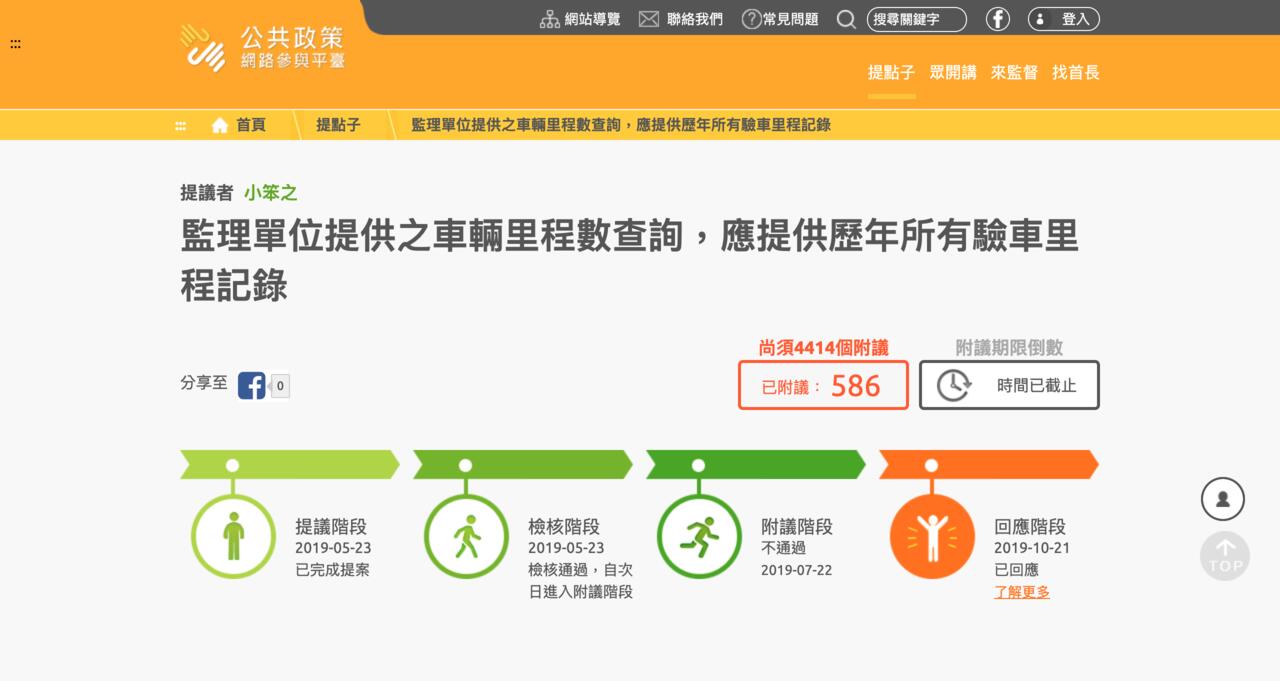 網站導覽
聯絡我們
常見問題
搜尋關鍵字
登入
:::
公共政策
網路參與平臺
提點子
眾開講
來監督
找首長
:::
首頁
提點子
監理單位提供之車輛里程數查詢，應提供歷年所有驗車里程記錄
提議者 小笨之
監理單位提供之車輛里程數查詢，應提供歷年所有驗車里
程記錄
尚須4414個附議
附議期限倒數
分享至
0
已附議： 586
時間已截止
提議階段
2019-05-23
已完成提案
檢核階段
2019-05-23
檢核通過，自次
日進入附議階段
附議階段
不通過
2019-07-22
回應階段
2019-10-21
已回應
了解更多
TOP